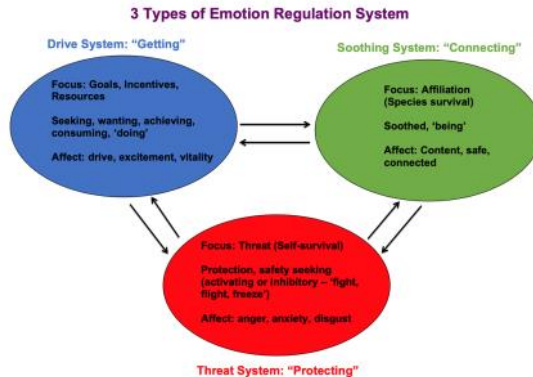 3 Types of Emotion Regulation System
Drive System: “Getting”
Focus: Goals, Incentives,
Resources
Seeking, wanting, achieving,
consuming, ‘doing’
Affect: drive, excitement, vitality
Soothing System: “Connecting”
Focus: Affiliation
(Species survival)
Soothed, ‘being’
Affect: Content, safe,
connected
Focus: Threat (Self-survival)
Protection, safety seeking
(activating or inhibitory – ‘fight,
flight, freeze’)
Affect: anger, anxiety, disgust
Threat System: “Protecting”